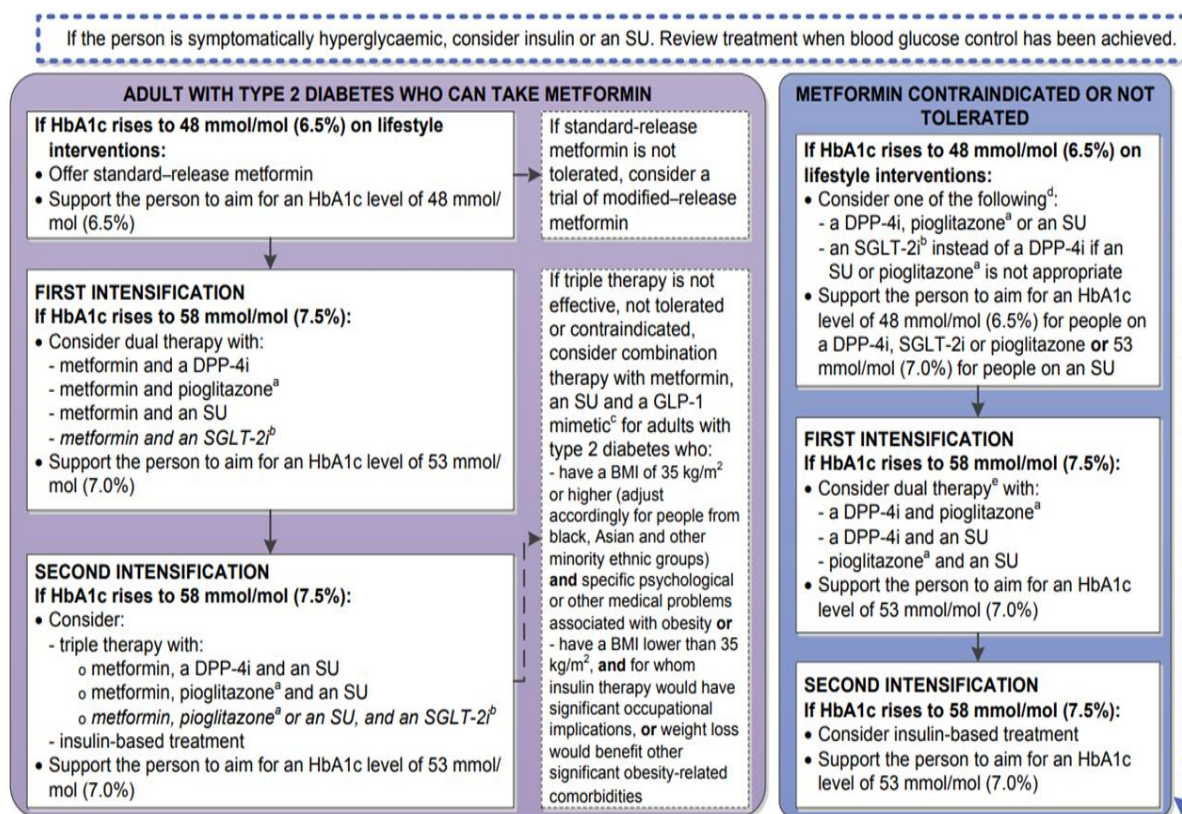 If the person is symptomatically hyperglycaemic, consider insulin or an SU. Review treatment when blood glucose control has been achieved.
ADULT WITH TYPE 2 DIABETES WHO CAN TAKE METFORMIN
If HbA1c rises to 48 mmol/mol (6.5%) on lifestyle
interventions:
• Offer standard–release metformin
• Support the person to aim for an HbA1c level of 48 mmol/
mol (6.5%)
If
standard-release
metformin is not
tolerated, consider a
trial of modified–release
metformin
FIRST INTENSIFICATION
If HbA1c rises to 58 mmol/mol (7.5%):
• Consider dual therapy with:
- metformin and a DPP-4i
- metformin and pioglitazoneᵃ
- metformin and an SU
- metformin and an SGLT-2iᵇ
• Support the person to aim for an HbA1c level of 53 mmol/
mol (7.0%)
SECOND INTENSIFICATION
If HbA1c rises to 58 mmol/mol (7.5%):
• Consider:
- triple therapy with:
o metformin, a DPP-4i and an SU
o metformin, pioglitazoneᵃ and an SU
o metformin, pioglitazoneᵃ or an SU, and an SGLT-2iᵇ
- insulin-based treatment
• Support the person to aim for an HbA1c level of 53 mmol/
mol (7.0%)
If triple therapy is not
effective, not tolerated
or contraindicated,
consider combination
therapy with metformin,
an SU and a GLP-1
mimeticᶜ for adults with
type 2 diabetes who:
- have a BMI of 35 kg/m²
or higher (adjust
accordingly for people from
black, Asian and other
minority ethnic groups)
and specific psychological
or other medical problems
associated with obesity or
- have a BMI lower than 35
kg/m², and for whom
insulin therapy would have
significant occupational
implications, or weight loss
would benefit other
significant obesity-related
comorbidities
METFORMIN CONTRAINDICATED OR NOT
TOLERATED
If HbA1c rises to 48 mmol/mol (6.5%) on
lifestyle interventions:
• Consider one of the followingᵈ:
- a DPP-4i, pioglitazoneᵃ or an SU
- an SGLT-2iᵇ instead of a DPP-4i if an
SU or pioglitazoneᵃ is not appropriate
• Support the person to aim for an HbA1c
level of 48 mmol/mol (6.5%) for people on
a DPP-4i, SGLT-2i or pioglitazone or 53
mmol/mol (7.0%) for people on an SU
FIRST INTENSIFICATION
If HbA1c rises to 58 mmol/mol (7.5%):
• Consider dual therapyᵉ with:
- a DPP-4i and pioglitazoneᵃ
- a DPP-4i and an SU
- pioglitazoneᵃ and an SU
• Support the person to aim for an HbA1c
level of 53 mmol/mol (7.0%)
SECOND INTENSIFICATION
If HbA1c rises to 58 mmol/mol (7.5%):
• Consider insulin-based treatment
• Support the person to aim for an HbA1c
level of 53 mmol/mol (7.0%)